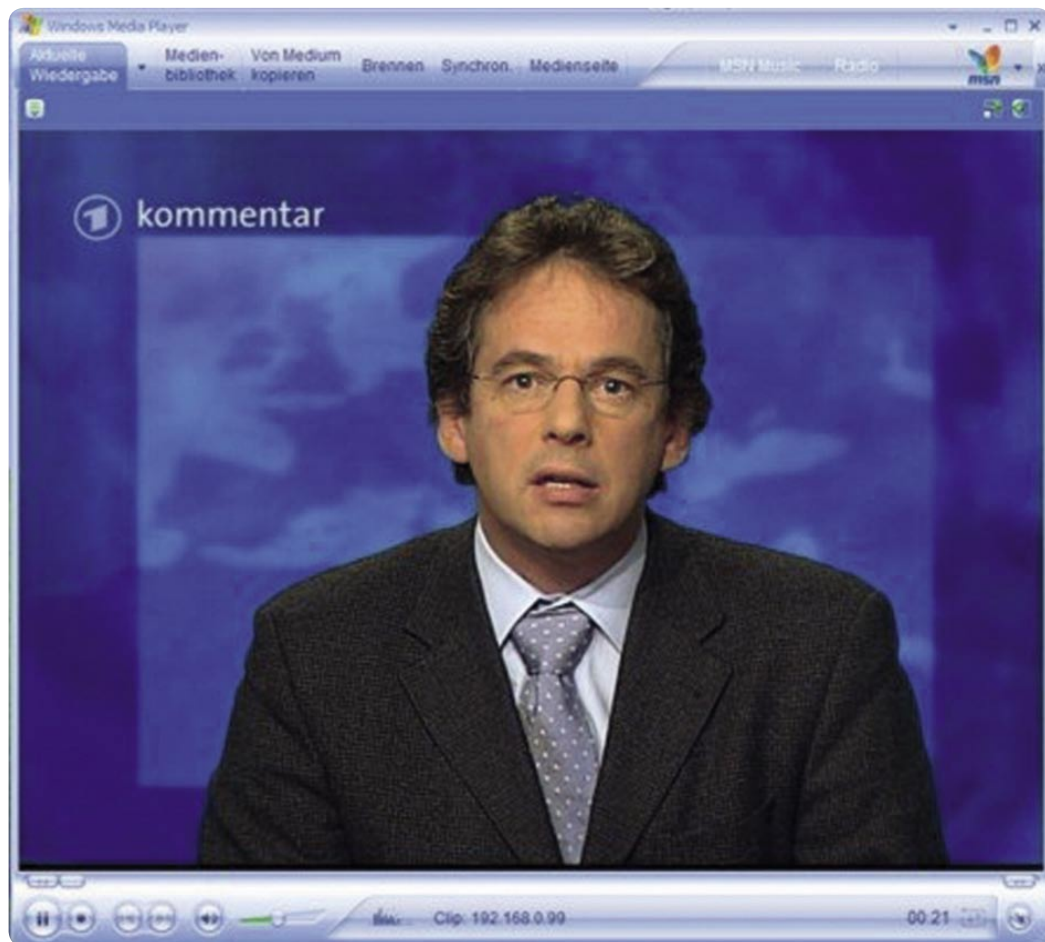 Windows Media Player
Aktuelle Wiedergabe
Medien-bibliothek
Von Medium kopieren
Brennen
Synchron.
Medienseite
MSN Music
Radio
msn
1 kommentar
Clip: 192.168.0.99
00:21